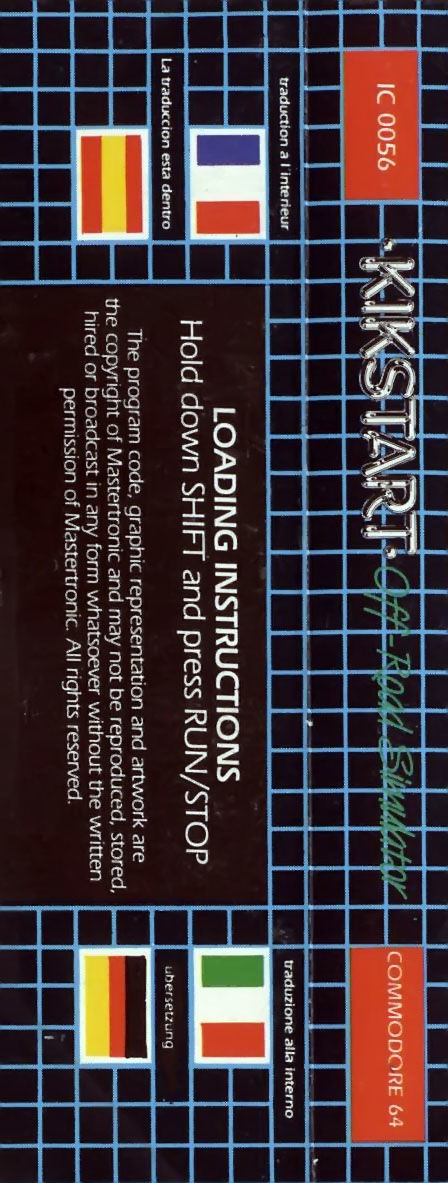 IC 0056
KIKSTART
Off-Road Simulator
COMMODORE 64
traduction a l'interieur
La traduccion esta dentro
LOADING INSTRUCTIONS
Hold down SHIFT and press RUN/STOP
The program code, graphic representation and artwork are
the copyright of Mastertronic and may not be reproduced, stored,
hired or broadcast in any form whatsoever without the written
permission of Mastertronic. All rights reserved.
traduzione alla interno
ubersetzung